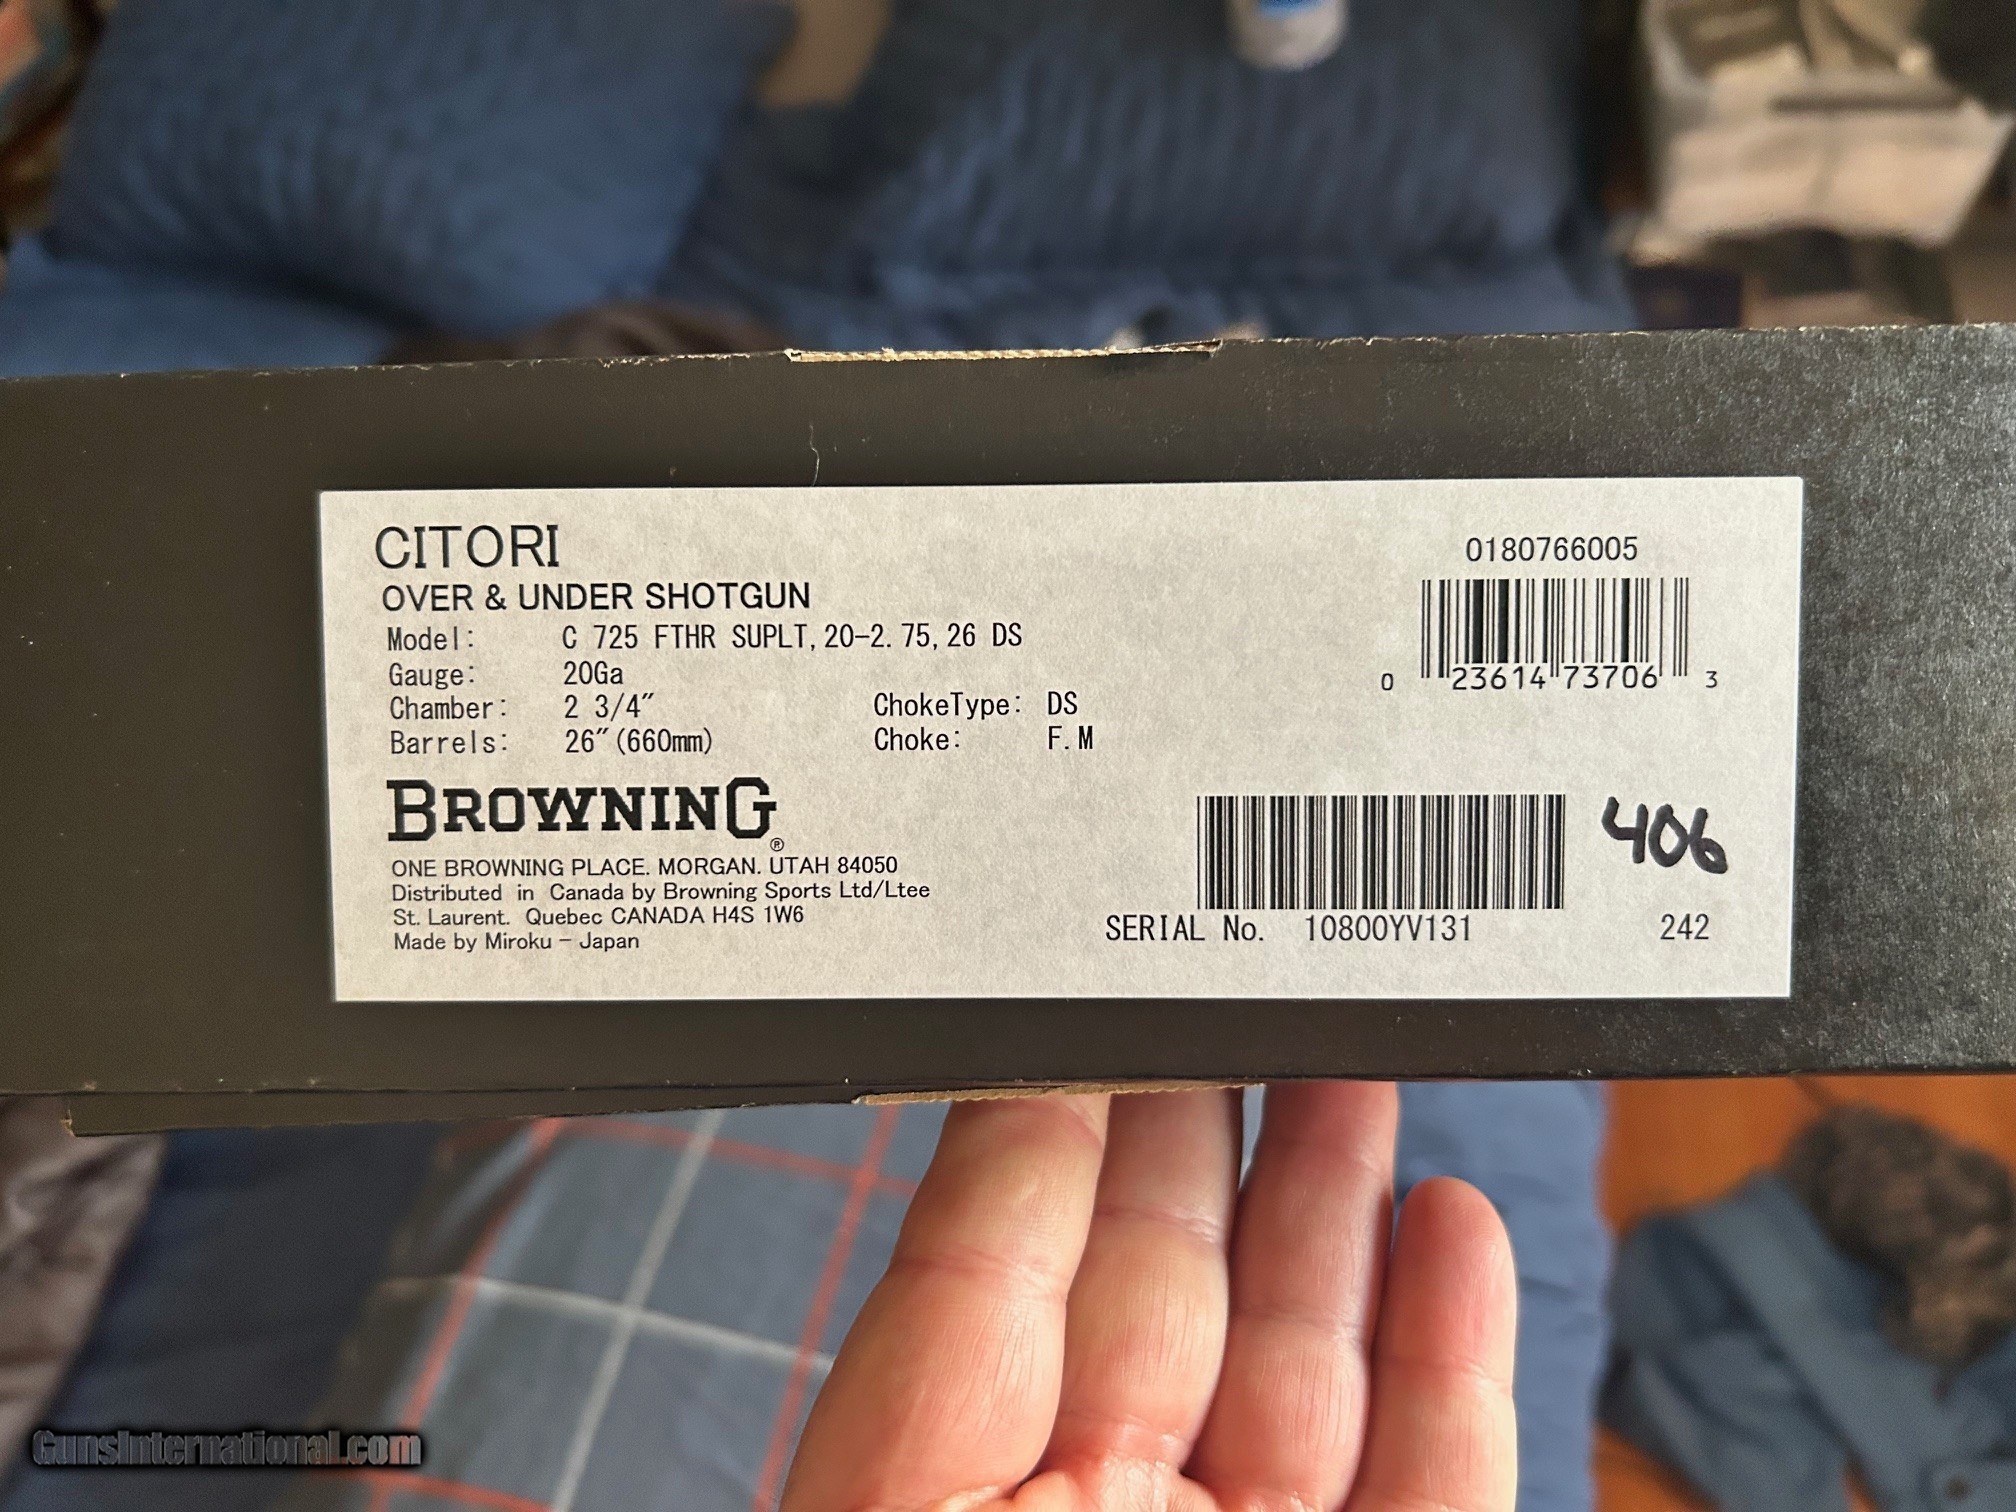 CITORI
OVER & UNDER SHOTGUN
Model: C 725 FTHR SUPLT, 20-2.75, 26 DS
Gauge: 20Ga
Chamber: 2 3/4" ChokeType: DS
Barrels: 26"(660mm) Choke: F.M
0180766005
0 23614 73706 3
BROWNING®
ONE BROWNING PLACE. MORGAN. UTAH 84050
Distributed in Canada by Browning Sports Ltd/Ltee
St. Laurent. Quebec CANADA H4S 1W6
Made by Miroku - Japan
406
SERIAL No. 10800YV131 242
GunsInternational.com